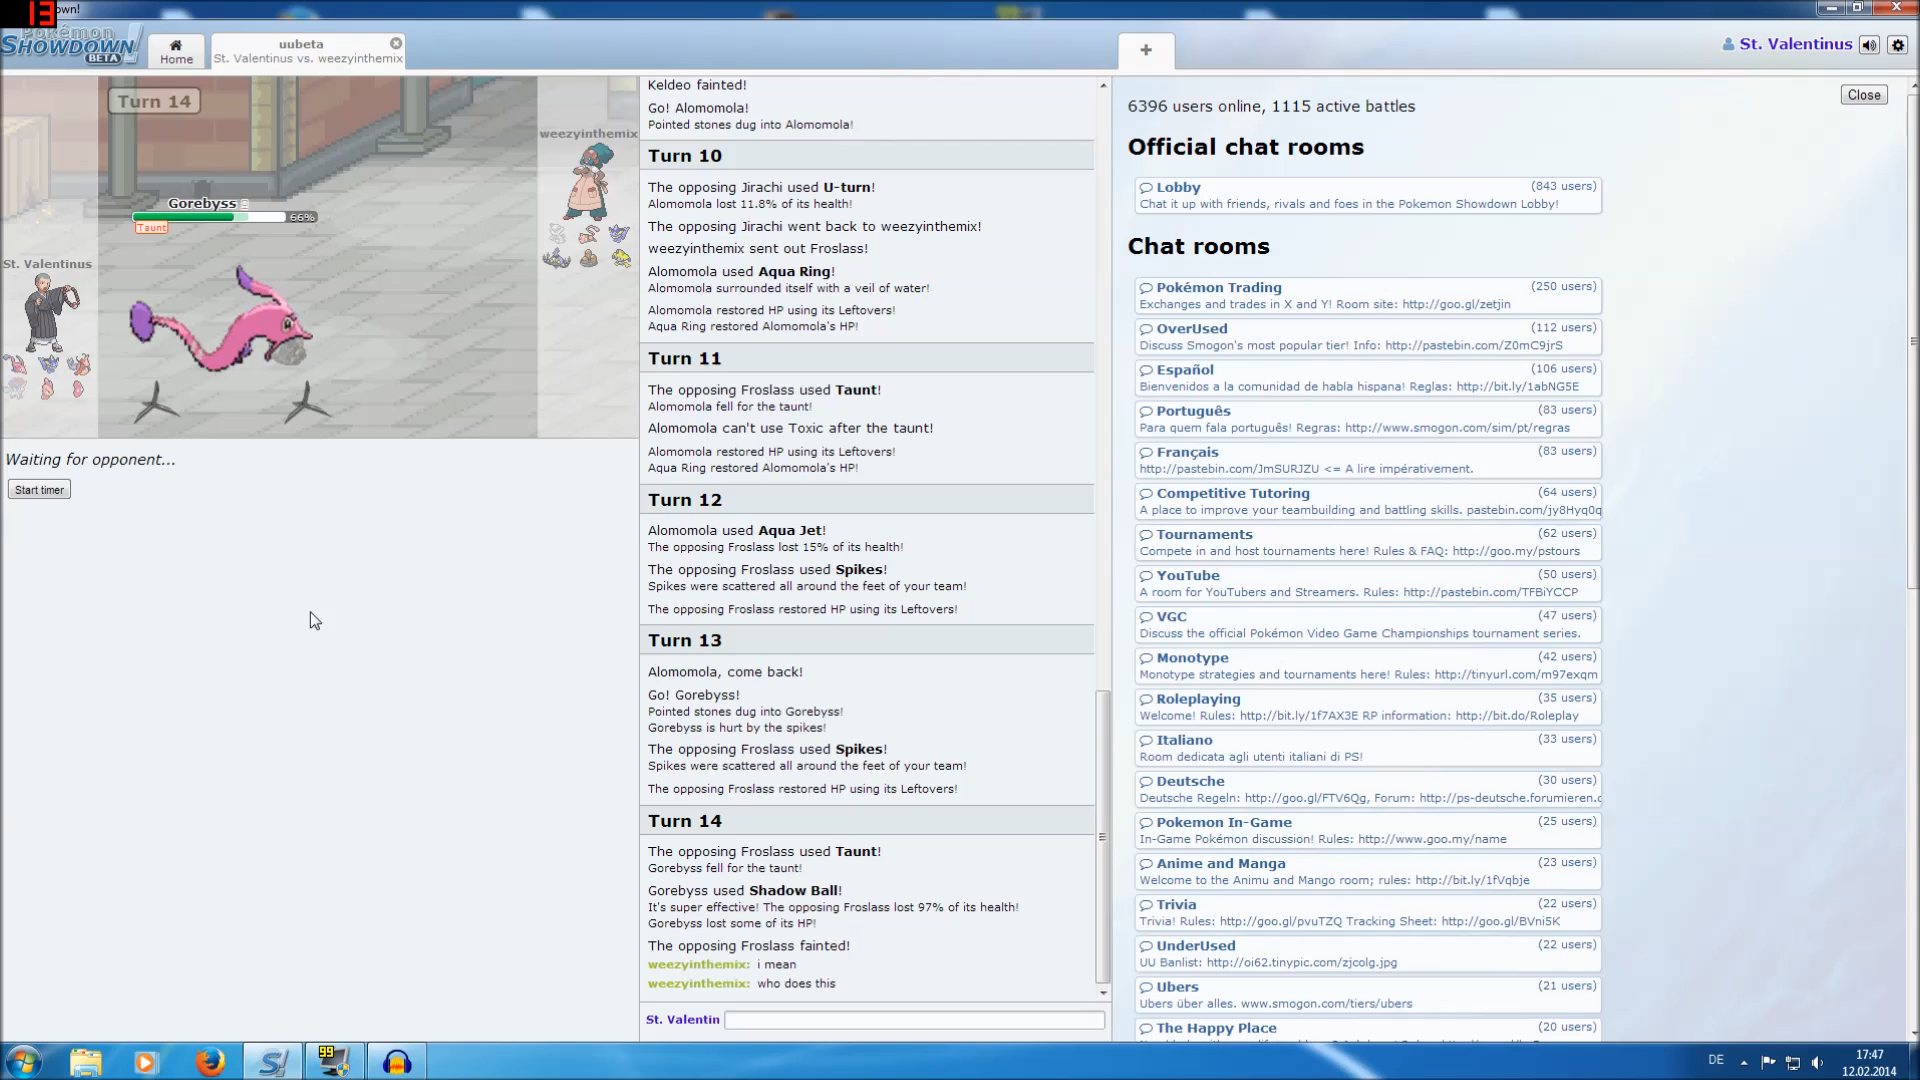 13
own!
Pokémon
SHOWDOWN!
BETA
Home
uubeta
St. Valentinus vs. weezyinthemix
+
St. Valentinus
Turn 14
weezyinthemix
Gorebyss
66%
Taunt
St. Valentinus
Waiting for opponent...
Start timer
Keldeo fainted!
Go! Alomomola!
Pointed stones dug into Alomomola!
Turn 10
The opposing Jirachi used U-turn!
Alomomola lost 11.8% of its health!
The opposing Jirachi went back to weezyinthemix!
weezyinthemix sent out Froslass!
Alomomola used Aqua Ring!
Alomomola surrounded itself with a veil of water!
Alomomola restored HP using its Leftovers!
Aqua Ring restored Alomomola's HP!
Turn 11
The opposing Froslass used Taunt!
Alomomola fell for the taunt!
Alomomola can't use Toxic after the taunt!
Alomomola restored HP using its Leftovers!
Aqua Ring restored Alomomola's HP!
Turn 12
Alomomola used Aqua Jet!
The opposing Froslass lost 15% of its health!
The opposing Froslass used Spikes!
Spikes were scattered all around the feet of your team!
The opposing Froslass restored HP using its Leftovers!
Turn 13
Alomomola, come back!
Go! Gorebyss!
Pointed stones dug into Gorebyss!
Gorebyss is hurt by the spikes!
The opposing Froslass used Spikes!
Spikes were scattered all around the feet of your team!
The opposing Froslass restored HP using its Leftovers!
Turn 14
The opposing Froslass used Taunt!
Gorebyss fell for the taunt!
Gorebyss used Shadow Ball!
It's super effective! The opposing Froslass lost 97% of its health!
Gorebyss lost some of its HP!
The opposing Froslass fainted!
weezyinthemix: i mean
weezyinthemix: who does this
St. Valentin
Close
6396 users online, 1115 active battles
Official chat rooms
Lobby (843 users)
Chat it up with friends, rivals and foes in the Pokemon Showdown Lobby!
Chat rooms
Pokémon Trading (250 users)
Exchanges and trades in X and Y! Room site: http://goo.gl/zetjin
OverUsed (112 users)
Discuss Smogon's most popular tier! Info: http://pastebin.com/Z0mC9jrS
Español (106 users)
Bienvenidos a la comunidad de habla hispana! Reglas: http://bit.ly/1abNG5E
Português (83 users)
Para quem fala português! Regras: http://www.smogon.com/sim/pt/regras
Français (83 users)
http://pastebin.com/JmSURJZU <= A lire impérativement.
Competitive Tutoring (64 users)
A place to improve your teambuilding and battling skills. pastebin.com/jy8Hyq0q
Tournaments (62 users)
Compete in and host tournaments here! Rules & FAQ: http://goo.my/pstours
YouTube (50 users)
A room for YouTubers and Streamers. Rules: http://pastebin.com/TFBiYCCP
VGC (47 users)
Discuss the official Pokémon Video Game Championships tournament series.
Monotype (42 users)
Monotype strategies and tournaments here! Rules: http://tinyurl.com/m97exqm
Roleplaying (35 users)
Welcome! Rules: http://bit.ly/1f7AX3E RP information: http://bit.do/Roleplay
Italiano (33 users)
Room dedicata agli utenti italiani di PS!
Deutsche (30 users)
Deutsche Regeln: http://goo.gl/FTV6Qg, Forum: http://ps-deutsche.forumieren.c
Pokemon In-Game (25 users)
In-Game Pokémon discussion! Rules: http://www.goo.my/name
Anime and Manga (23 users)
Welcome to the Animu and Mango room; rules: http://bit.ly/1fVqbje
Trivia (22 users)
Trivia! Rules: http://goo.gl/pvuTZQ Tracking Sheet: http://goo.gl/BVni5K
UnderUsed (22 users)
UU Banlist: http://oi62.tinypic.com/zjcolg.jpg
Ubers (21 users)
Ubers über alles. www.smogon.com/tiers/ubers
The Happy Place (20 users)
99
DE
17:47
12.02.2014